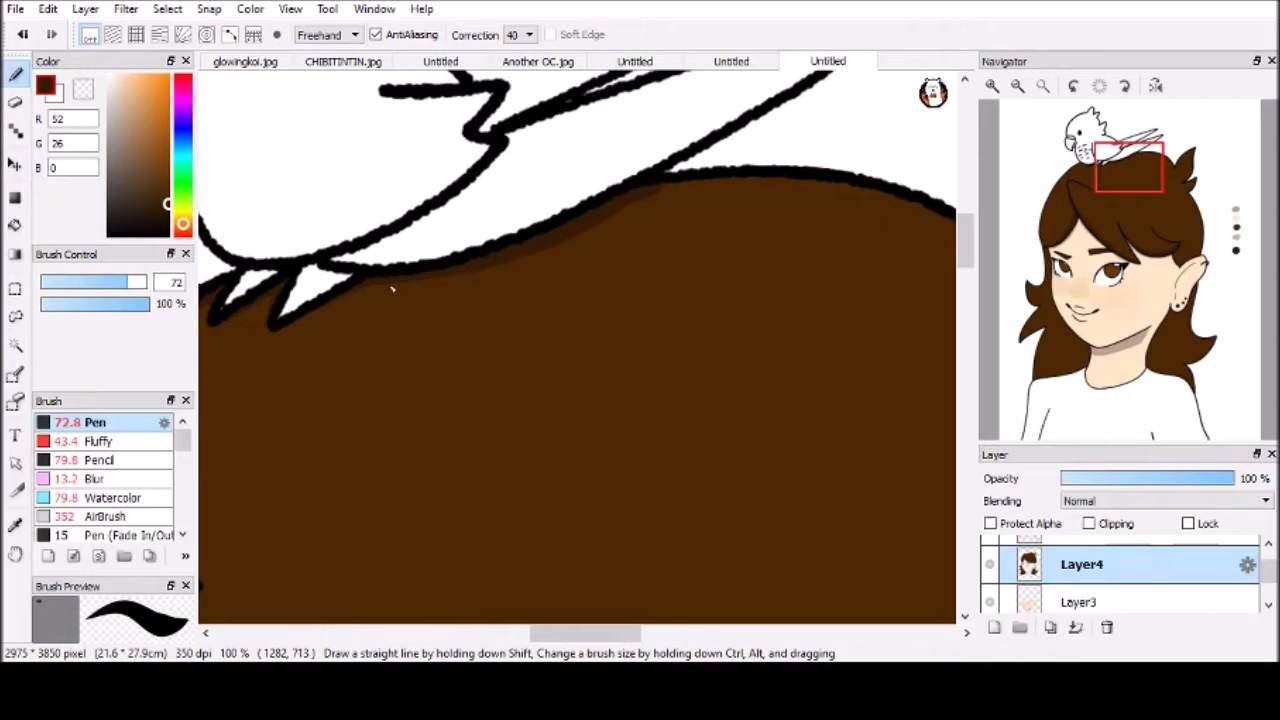 File Edit Layer Filter Select Snap Color View Tool Window Help
off Freehand AntiAliasing Correction 40 Soft Edge
Color
glowingkoi.jpg CHIBITINTIN.jpg Untitled Another OC.jpg Untitled Untitled Untitled
Navigator
R 52
G 26
B 0
Brush Control
72
100 %
Brush
72.8 Pen
43.4 Fluffy
79.8 Pencil
13.2 Blur
79.8 Watercolor
352 AirBrush
15 Pen (Fade In/Out
Brush Preview
Layer
Opacity 100 %
Blending Normal
Protect Alpha Clipping Lock
Layer4
Layer3
2975 * 3850 pixel (21.6 * 27.9cm) 350 dpi 100 % ( 1282, 713 ) Draw a straight line by holding down Shift, Change a brush size by holding down Ctrl, Alt, and dragging